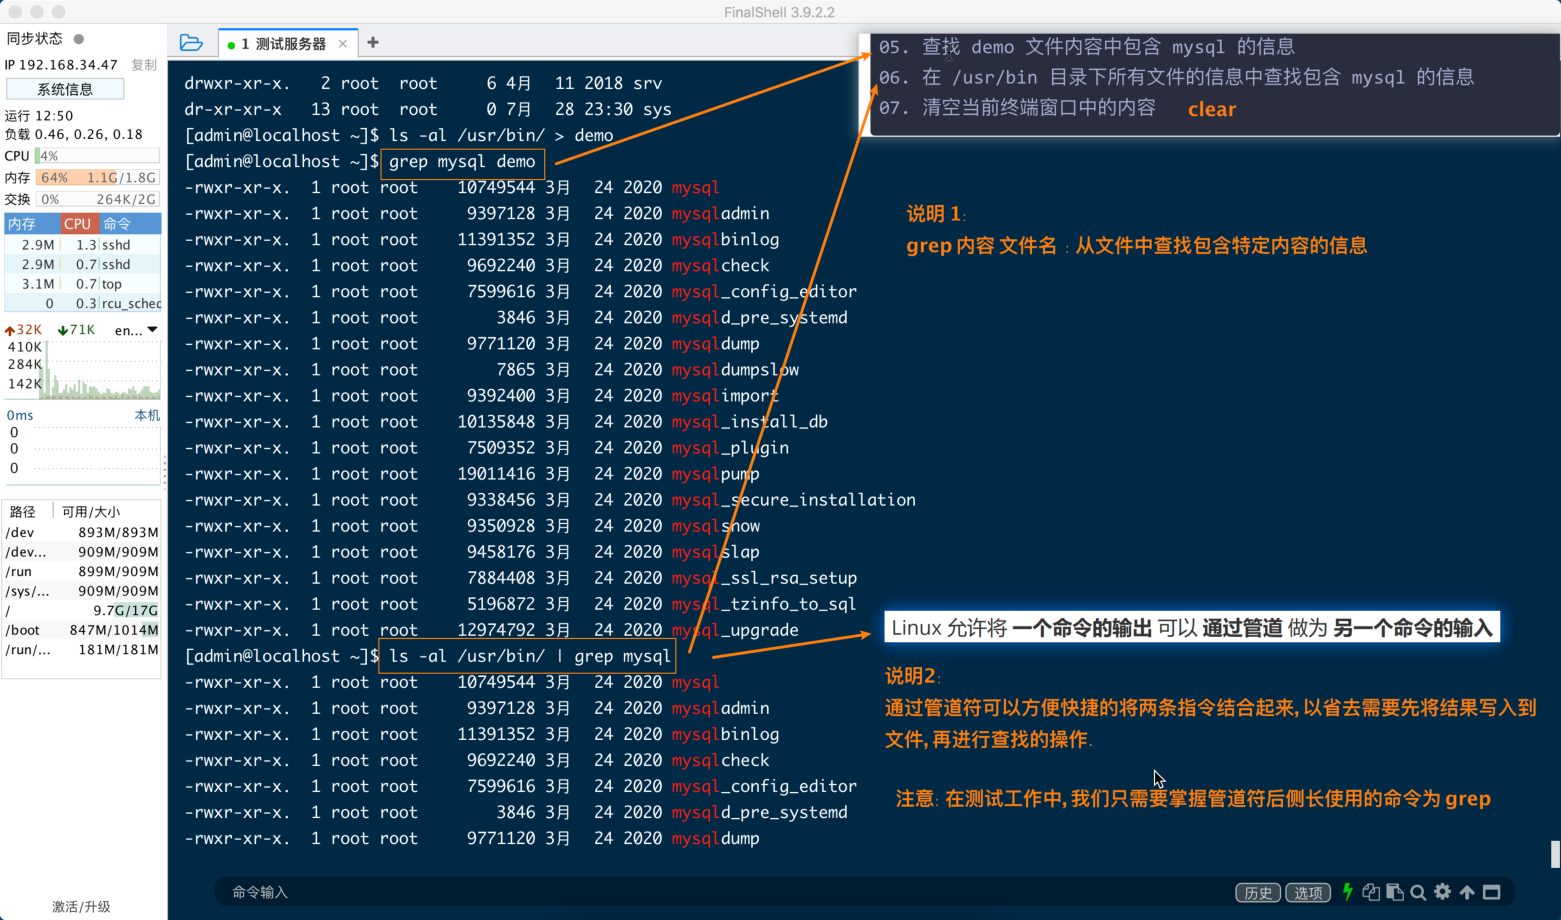 FinalShell 3.9.2.2
同步状态
IP 192.168.34.47 复制
系统信息
运行 12:50
负载 0.46, 0.26, 0.18
CPU 4%
内存 64% 1.1G/1.8G
交换 0% 264K/2G
内存 CPU 命令
2.9M 1.3 sshd
2.9M 0.7 sshd
3.1M 0.7 top
0 0.3 rcu_sched
32K 71K en...
410K
284K
142K
0ms 本机
0
0
0
路径 可用/大小
/dev 893M/893M
/dev... 909M/909M
/run 899M/909M
/sys/... 909M/909M
/ 9.7G/17G
/boot 847M/1014M
/run/... 181M/181M
激活/升级
1 测试服务器 × +
drwxr-xr-x. 2 root root 6 4月 11 2018 srv
dr-xr-xr-x 13 root root 0 7月 28 23:30 sys
[admin@localhost ~]$ ls -al /usr/bin/ > demo
[admin@localhost ~]$ grep mysql demo
-rwxr-xr-x. 1 root root 10749544 3月 24 2020 mysql
-rwxr-xr-x. 1 root root 9397128 3月 24 2020 mysqladmin
-rwxr-xr-x. 1 root root 11391352 3月 24 2020 mysqlbinlog
-rwxr-xr-x. 1 root root 9692240 3月 24 2020 mysqlcheck
-rwxr-xr-x. 1 root root 7599616 3月 24 2020 mysql_config_editor
-rwxr-xr-x. 1 root root 3846 3月 24 2020 mysqld_pre_systemd
-rwxr-xr-x. 1 root root 9771120 3月 24 2020 mysqldump
-rwxr-xr-x. 1 root root 7865 3月 24 2020 mysqldumpslow
-rwxr-xr-x. 1 root root 9392400 3月 24 2020 mysqlimport
-rwxr-xr-x. 1 root root 10135848 3月 24 2020 mysql_install_db
-rwxr-xr-x. 1 root root 7509352 3月 24 2020 mysql_plugin
-rwxr-xr-x. 1 root root 19011416 3月 24 2020 mysqlpump
-rwxr-xr-x. 1 root root 9338456 3月 24 2020 mysql_secure_installation
-rwxr-xr-x. 1 root root 9350928 3月 24 2020 mysqlshow
-rwxr-xr-x. 1 root root 9458176 3月 24 2020 mysqlslap
-rwxr-xr-x. 1 root root 7884408 3月 24 2020 mysql_ssl_rsa_setup
-rwxr-xr-x. 1 root root 5196872 3月 24 2020 mysql_tzinfo_to_sql
-rwxr-xr-x. 1 root root 12974792 3月 24 2020 mysql_upgrade
[admin@localhost ~]$ ls -al /usr/bin/ | grep mysql
-rwxr-xr-x. 1 root root 10749544 3月 24 2020 mysql
-rwxr-xr-x. 1 root root 9397128 3月 24 2020 mysqladmin
-rwxr-xr-x. 1 root root 11391352 3月 24 2020 mysqlbinlog
-rwxr-xr-x. 1 root root 9692240 3月 24 2020 mysqlcheck
-rwxr-xr-x. 1 root root 7599616 3月 24 2020 mysql_config_editor
-rwxr-xr-x. 1 root root 3846 3月 24 2020 mysqld_pre_systemd
-rwxr-xr-x. 1 root root 9771120 3月 24 2020 mysqldump
05. 查找 demo 文件内容中包含 mysql 的信息
06. 在 /usr/bin 目录下所有文件的信息中查找包含 mysql 的信息
07. 清空当前终端窗口中的内容 clear
说明 1:
grep 内容 文件名 : 从文件中查找包含特定内容的信息
Linux 允许将 一个命令的输出 可以 通过管道 做为 另一个命令的输入
说明2:
通过管道符可以方便快捷的将两条指令结合起来, 以省去需要先将结果写入到
文件, 再进行查找的操作.
注意: 在测试工作中, 我们只需要掌握管道符后侧长使用的命令为 grep
命令输入 历史 选项